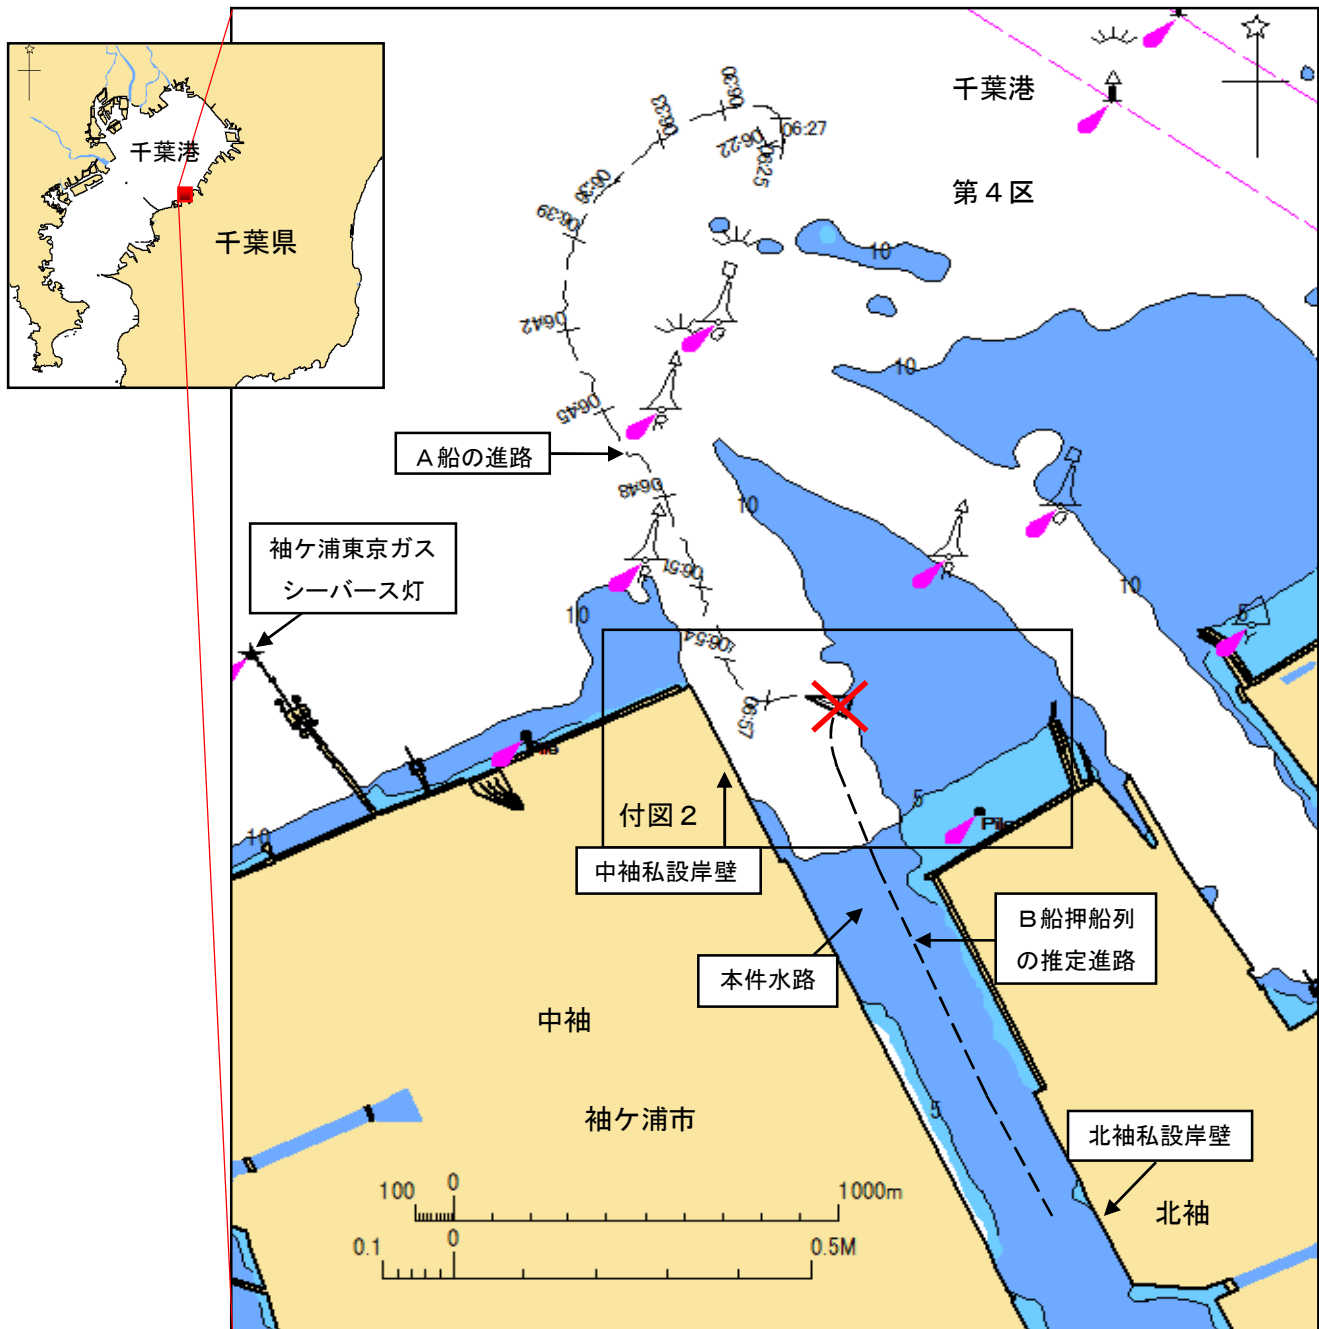 千葉港
千葉県
千葉港
第４区
06:22
06:25
06:27
06:30
06:33
06:36
06:39
06:42
06:45
06:48
06:51
06:54
06:57
10
10
10
10
10
10
5
5
5
G
R
R
R
G
Ａ船の進路
袖ケ浦東京ガス
シーバース灯
Pile
Pile
付図２
中袖私設岸壁
本件水路
Ｂ船押船列
の推定進路
中袖
袖ケ浦市
北袖私設岸壁
北袖
100 0 1000m
0.1 0 0.5M